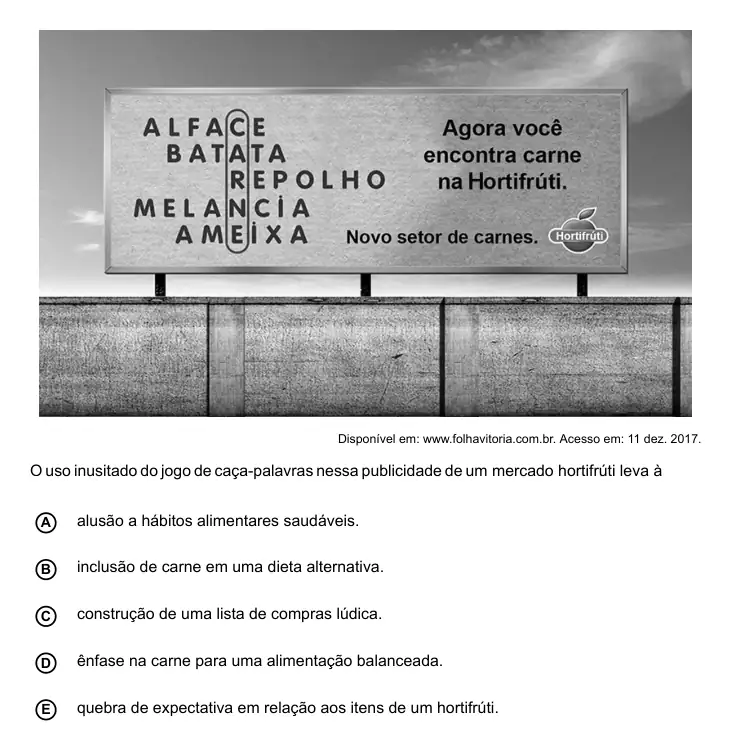 ALFACE
BATATA
REPOLHO
MELANCÍA
AMEIXA
Agora você
encontra carne
na Hortifrúti.
Novo setor de carnes.
Hortifrúti
Disponível em: www.folhavitoria.com.br. Acesso em: 11 dez. 2017.
O uso inusitado do jogo de caça-palavras nessa publicidade de um mercado hortifrúti leva à
A alusão a hábitos alimentares saudáveis.
B inclusão de carne em uma dieta alternativa.
C construção de uma lista de compras lúdica.
D ênfase na carne para uma alimentação balanceada.
E quebra de expectativa em relação aos itens de um hortifrúti.